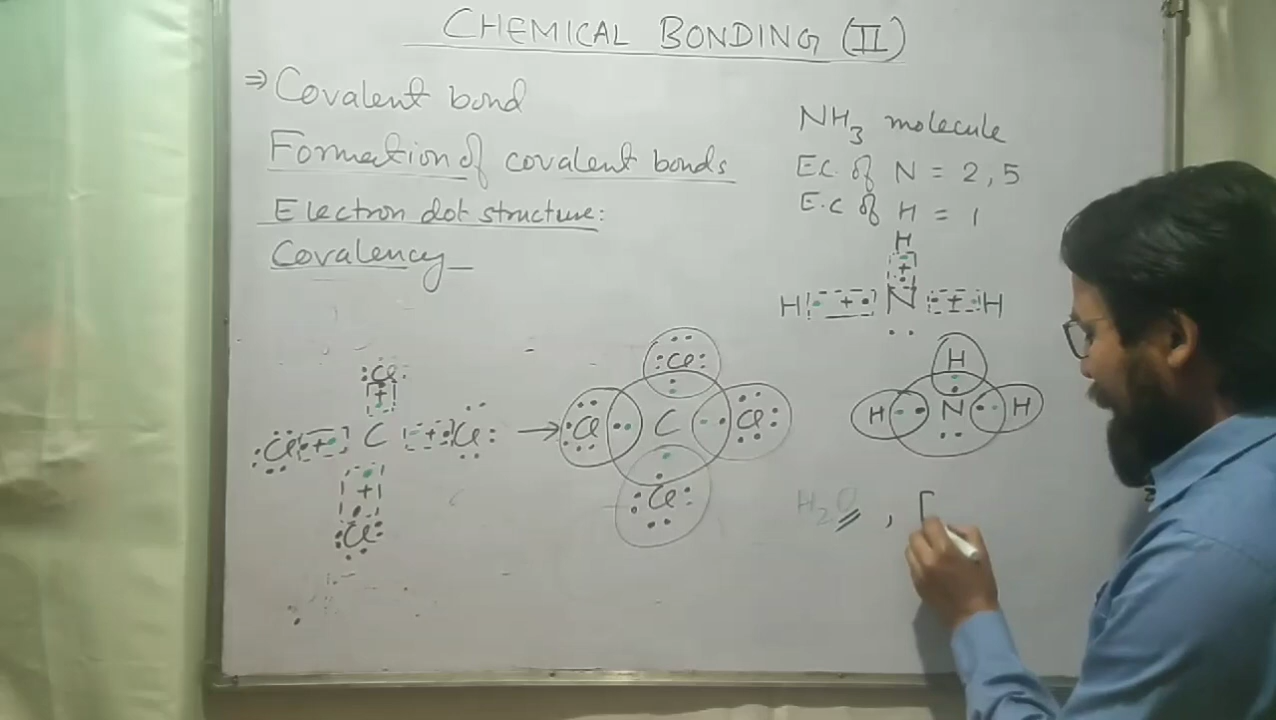 CHEMICAL BONDING (II)
⇒ Covalent bond
Formation of covalent bonds
Electron dot structure:
Covalency
NH3 molecule
E.C. of N = 2, 5
E.C of H = 1
H
H N H
Cl
Cl C Cl
Cl
→
Cl
Cl C Cl
Cl
H
H N H
H2O ,